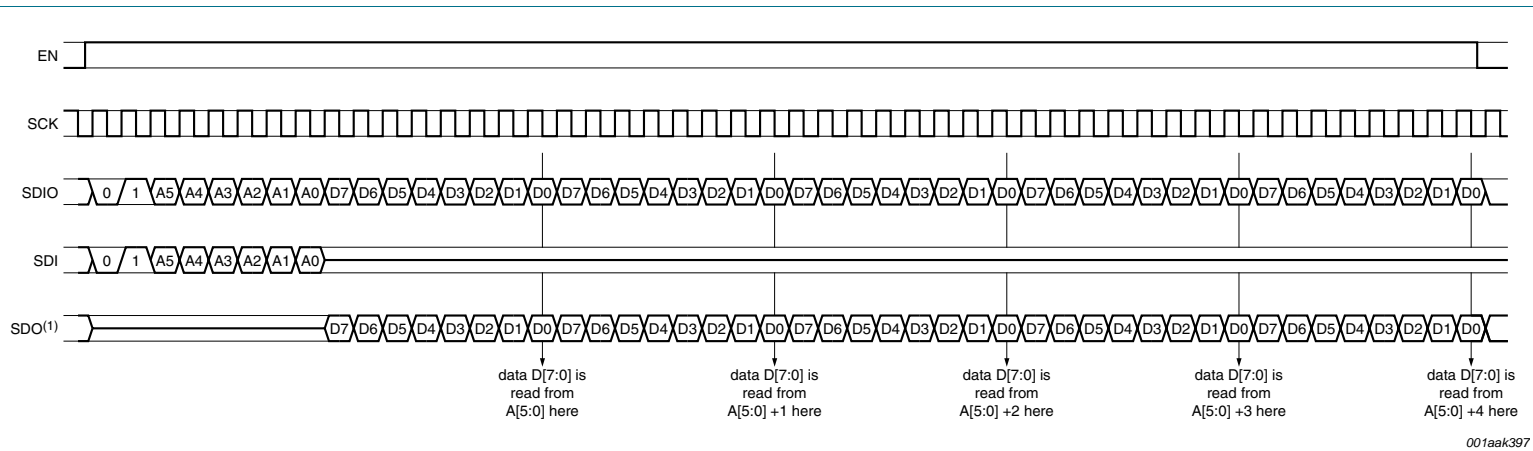 EN
SCK
SDIO 0 1 A5 A4 A3 A2 A1 A0 D7 D6 D5 D4 D3 D2 D1 D0 D7 D6 D5 D4 D3 D2 D1 D0 D7 D6 D5 D4 D3 D2 D1 D0 D7 D6 D5 D4 D3 D2 D1 D0 D7 D6 D5 D4 D3 D2 D1 D0
SDI 0 1 A5 A4 A3 A2 A1 A0
SDO(1) D7 D6 D5 D4 D3 D2 D1 D0 D7 D6 D5 D4 D3 D2 D1 D0 D7 D6 D5 D4 D3 D2 D1 D0 D7 D6 D5 D4 D3 D2 D1 D0 D7 D6 D5 D4 D3 D2 D1 D0
data D[7:0] is
read from
A[5:0] here
data D[7:0] is
read from
A[5:0] +1 here
data D[7:0] is
read from
A[5:0] +2 here
data D[7:0] is
read from
A[5:0] +3 here
data D[7:0] is
read from
A[5:0] +4 here
001aak397